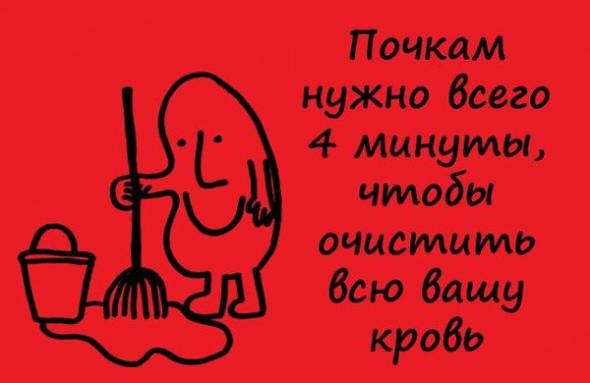 Почкам
нужно всего
4 минуты,
чтобы
очистить
всю вашу
кровь